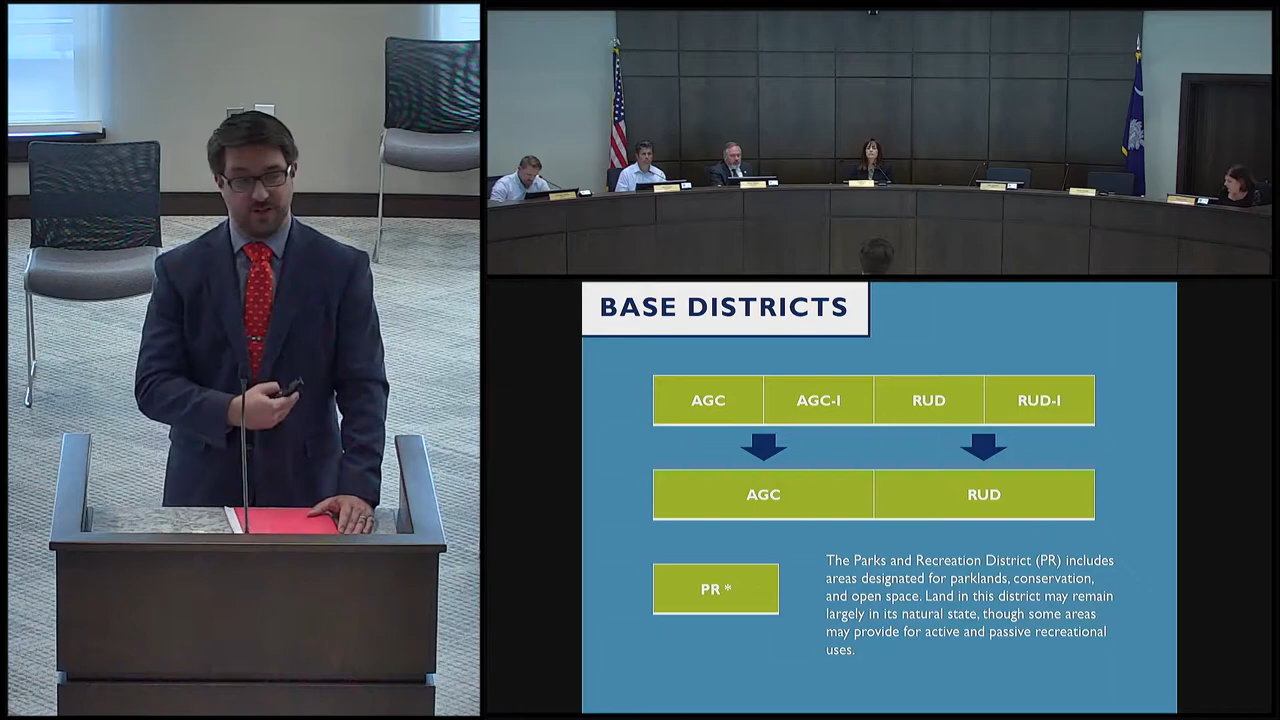 BASE DISTRICTS
AGC
AGC-I
RUD
RUD-I
AGC
RUD
PR *
The Parks and Recreation District (PR) includes
areas designated for parklands, conservation,
and open space. Land in this district may remain
largely in its natural state, though some areas
may provide for active and passive recreational
uses.